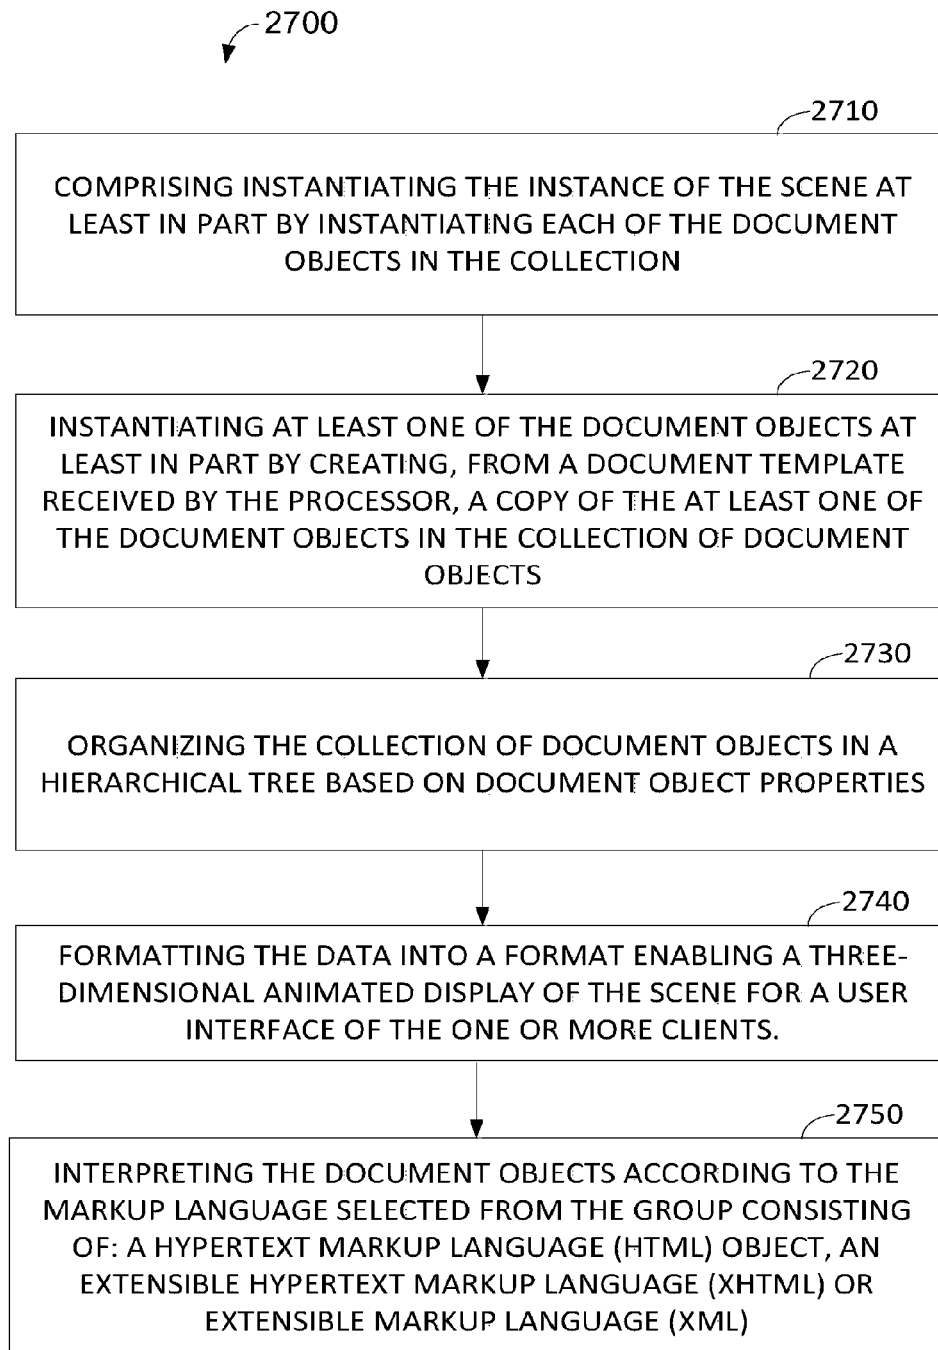 2700
2710
COMPRISING INSTANTIATING THE INSTANCE OF THE SCENE AT
LEAST IN PART BY INSTANTIATING EACH OF THE DOCUMENT
OBJECTS IN THE COLLECTION
2720
INSTANTIATING AT LEAST ONE OF THE DOCUMENT OBJECTS AT
LEAST IN PART BY CREATING, FROM A DOCUMENT TEMPLATE
RECEIVED BY THE PROCESSOR, A COPY OF THE AT LEAST ONE OF
THE DOCUMENT OBJECTS IN THE COLLECTION OF DOCUMENT
OBJECTS
2730
ORGANIZING THE COLLECTION OF DOCUMENT OBJECTS IN A
HIERARCHICAL TREE BASED ON DOCUMENT OBJECT PROPERTIES
2740
FORMATTING THE DATA INTO A FORMAT ENABLING A THREE-
DIMENSIONAL ANIMATED DISPLAY OF THE SCENE FOR A USER
INTERFACE OF THE ONE OR MORE CLIENTS.
2750
INTERPRETING THE DOCUMENT OBJECTS ACCORDING TO THE
MARKUP LANGUAGE SELECTED FROM THE GROUP CONSISTING
OF: A HYPERTEXT MARKUP LANGUAGE (HTML) OBJECT, AN
EXTENSIBLE HYPERTEXT MARKUP LANGUAGE (XHTML) OR
EXTENSIBLE MARKUP LANGUAGE (XML)